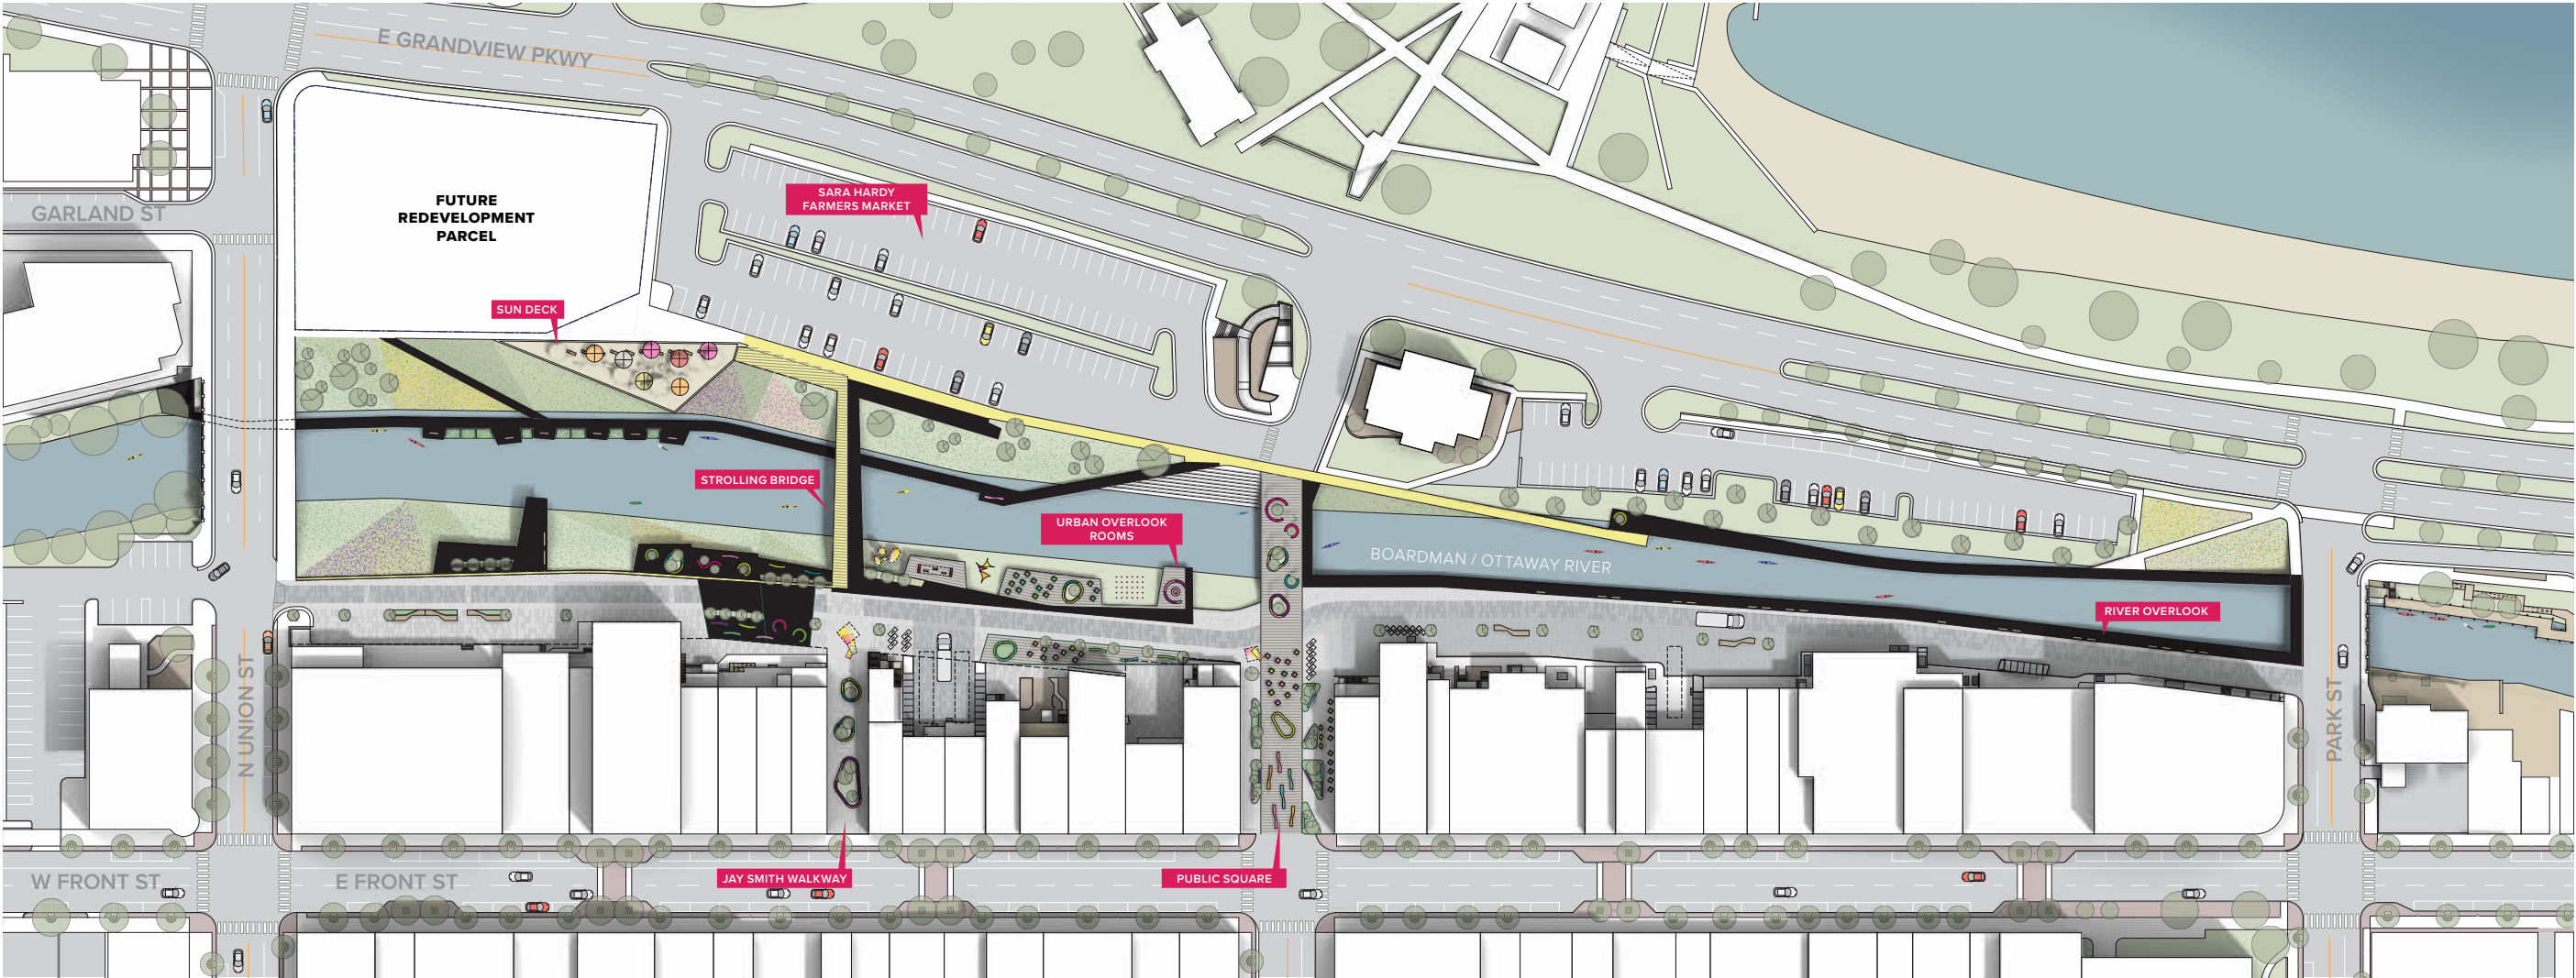 E GRANDVIEW PKWY
GARLAND ST
FUTURE
REDEVELOPMENT
PARCEL
SARA HARDY
FARMERS MARKET
SUN DECK
STROLLING BRIDGE
URBAN OVERLOOK
ROOMS
BOARDMAN / OTTAWAY RIVER
RIVER OVERLOOK
N UNION ST
PARK ST
W FRONT ST
E FRONT ST
JAY SMITH WALKWAY
PUBLIC SQUARE